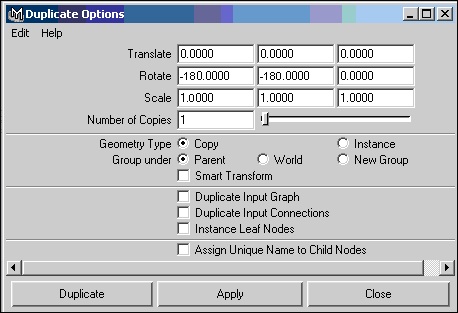 Duplicate Options
Edit Help
Translate 0.0000 0.0000 0.0000
Rotate -180.0000 -180.0000 0.0000
Scale 1.0000 1.0000 1.0000
Number of Copies 1
Geometry Type Copy Instance
Group under Parent World New Group
Smart Transform
Duplicate Input Graph
Duplicate Input Connections
Instance Leaf Nodes
Assign Unique Name to Child Nodes
Duplicate Apply Close